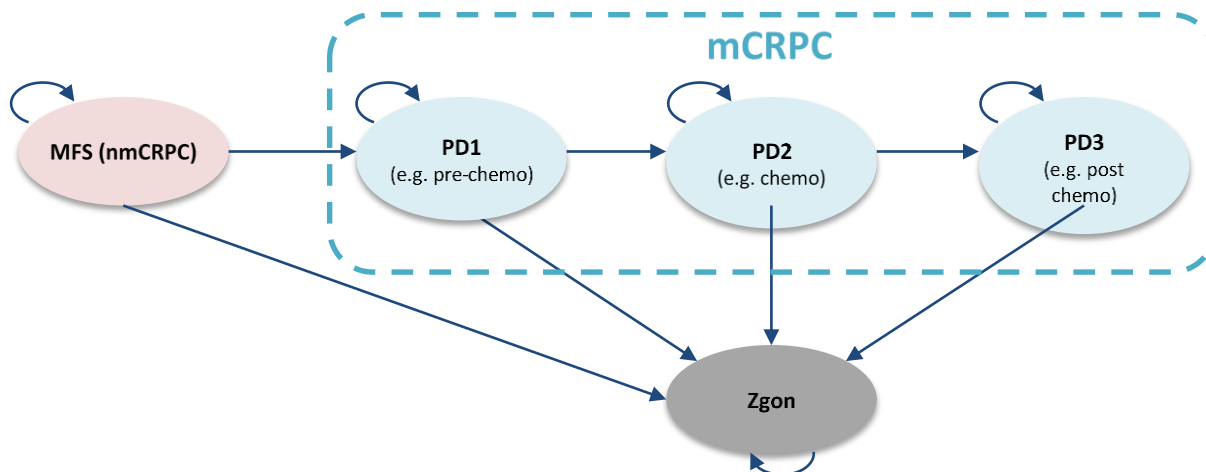 mCRPC
MFS (nmCRPC)
PD1
(e.g. pre-chemo)
PD2
(e.g. chemo)
PD3
(e.g. post
chemo)
Zgon